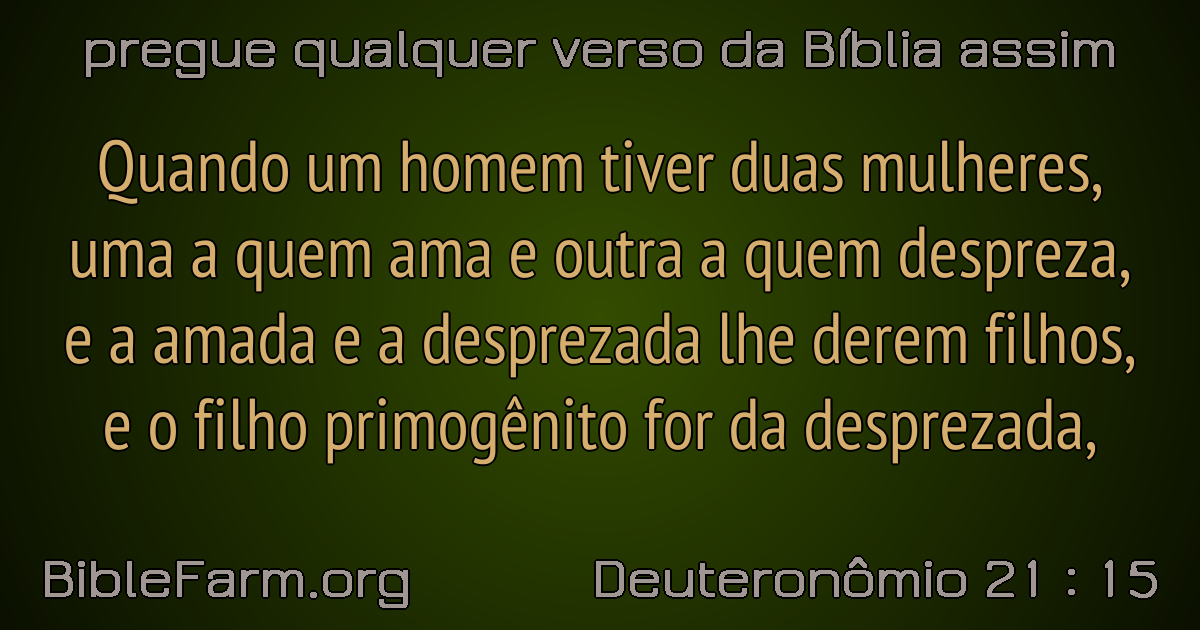 pregue qualquer verso da Bíblia assim
Quando um homem tiver duas mulheres,
uma a quem ama e outra a quem despreza,
e a amada e a desprezada lhe derem filhos,
e o filho primogênito for da desprezada,
BibleFarm.org
Deuteronômio 21 : 15